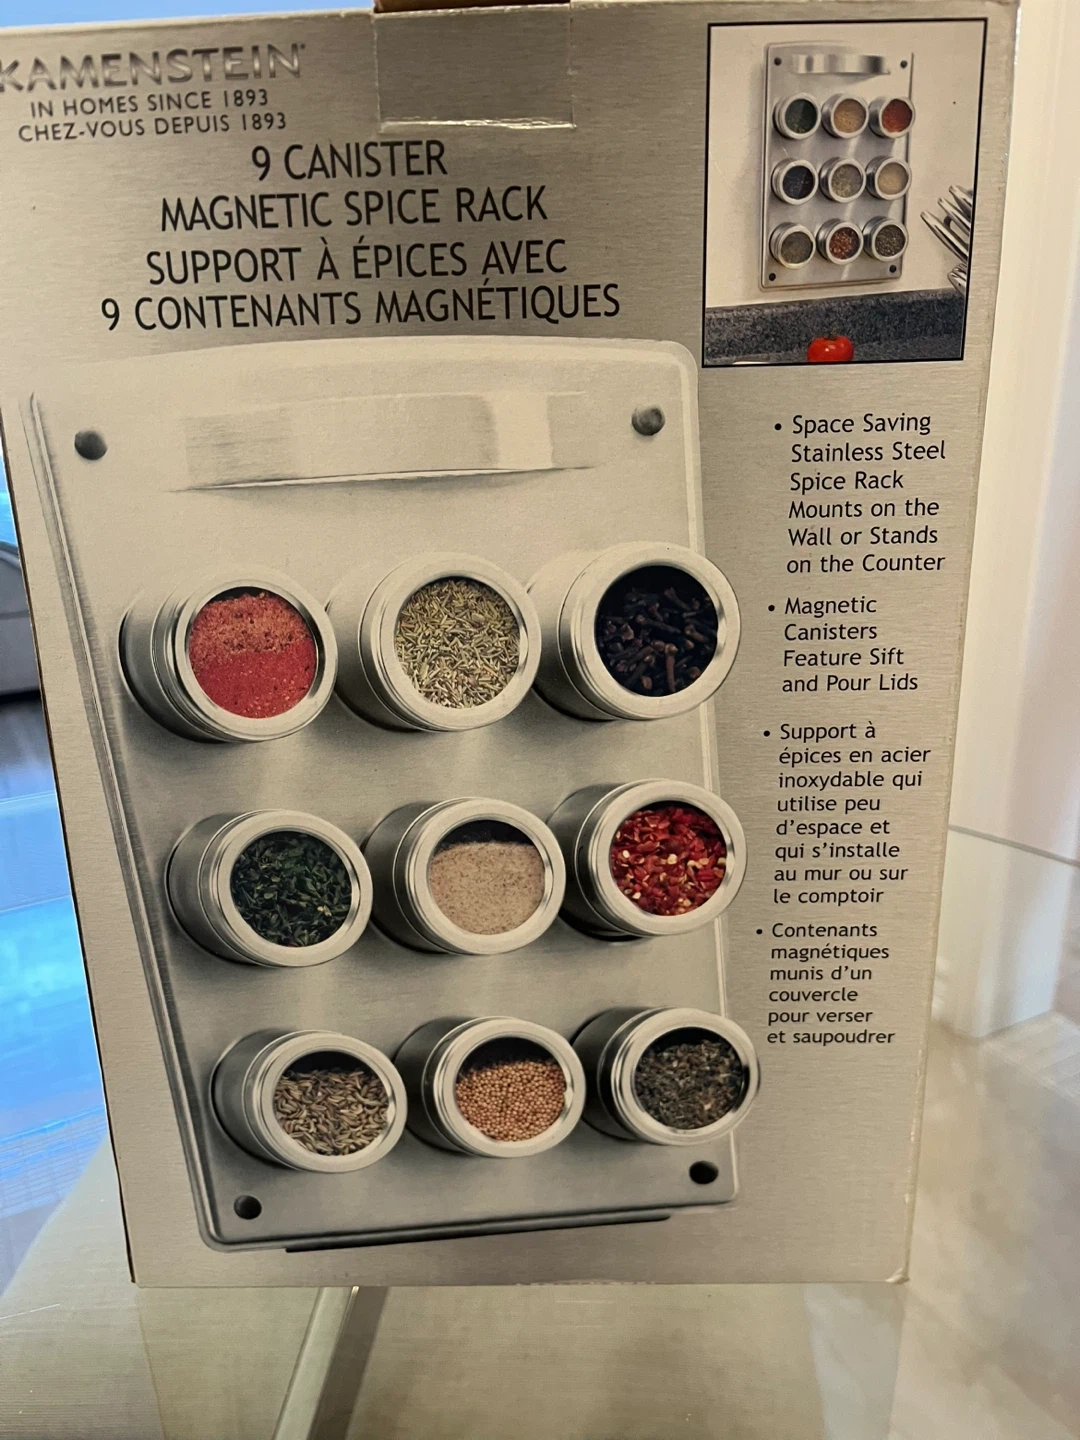 KAMENSTEIN
IN HOMES SINCE 1893
CHEZ-VOUS DEPUIS 1893
9 CANISTER
MAGNETIC SPICE RACK
SUPPORT À ÉPICES AVEC
9 CONTENANTS MAGNÉTIQUES
• Space Saving
Stainless Steel
Spice Rack
Mounts on the
Wall or Stands
on the Counter
• Magnetic
Canisters
Feature Sift
and Pour Lids
• Support à
épices en acier
inoxydable qui
utilise peu
d'espace et
qui s'installe
au mur ou sur
le comptoir
• Contenants
magnétiques
munis d'un
couvercle
pour verser
et saupoudrer